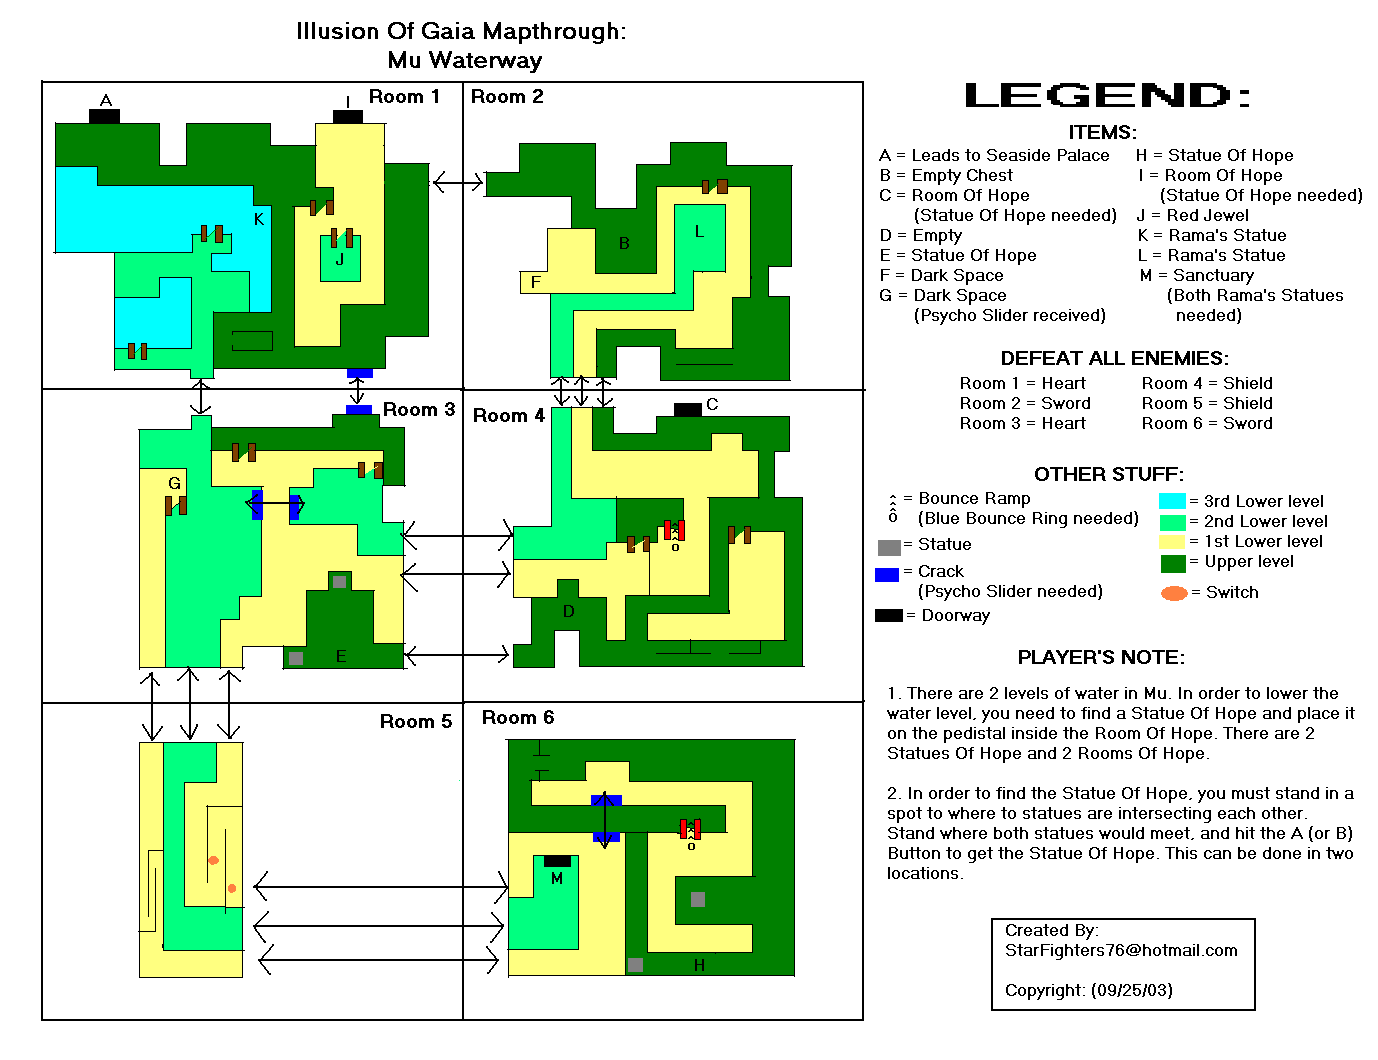 Illusion Of Gaia Mapthrough:
Mu Waterway
A
I
Room 1
K
J
Room 2
B
L
F
Room 3
G
E
Room 4
C
D
o
Room 5
Room 6
M
o
H
LEGEND:
ITEMS:
A = Leads to Seaside Palace
B = Empty Chest
C = Room Of Hope
(Statue Of Hope needed)
D = Empty
E = Statue Of Hope
F = Dark Space
G = Dark Space
(Psycho Slider received)
H = Statue Of Hope
I = Room Of Hope
(Statue Of Hope needed)
J = Red Jewel
K = Rama's Statue
L = Rama's Statue
M = Sanctuary
(Both Rama's Statues
needed)
DEFEAT ALL ENEMIES:
Room 1 = Heart
Room 2 = Sword
Room 3 = Heart
Room 4 = Shield
Room 5 = Shield
Room 6 = Sword
OTHER STUFF:
^ = Bounce Ramp
ô (Blue Bounce Ring needed)
= Statue
= Crack
(Psycho Slider needed)
= Doorway
= 3rd Lower level
= 2nd Lower level
= 1st Lower level
= Upper level
= Switch
PLAYER'S NOTE:
1. There are 2 levels of water in Mu. In order to lower the
water level, you need to find a Statue Of Hope and place it
on the pedistal inside the Room Of Hope. There are 2
Statues Of Hope and 2 Rooms Of Hope.
2. In order to find the Statue Of Hope, you must stand in a
spot to where to statues are intersecting each other.
Stand where both statues would meet, and hit the A (or B)
Button to get the Statue Of Hope. This can be done in two
locations.
Created By:
StarFighters76@hotmail.com
Copyright: (09/25/03)